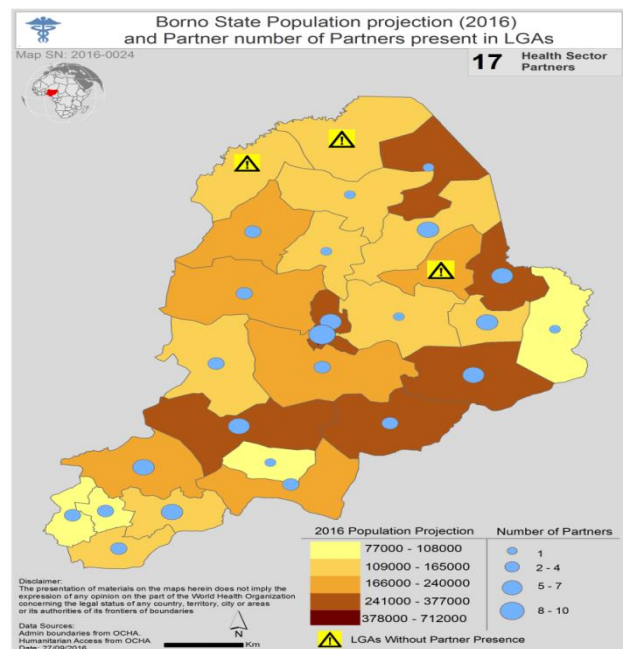 Borno State Population projection (2016)
and Partner number of Partners present in LGAs
Map SN: 2016-0024
17 Health Sector
Partners
2016 Population Projection
77000 - 108000
109000 - 165000
166000 - 240000
241000 - 377000
378000 - 712000
LGAs Without Partner Presence
Number of Partners
1
2 - 4
5 - 7
8 - 10
Disclaimer:
The presentation of materials on the maps herein does not imply the
expression of any opinion on the part of the World Health Organization
concerning the legal status of any country, territory, city or areas
or its authorities of its frontiers of boundaries
Data Sources:
Admin boundaries from OCHA.
Humanitarian Access from OCHA
Date: 27/09/2016
N
Km